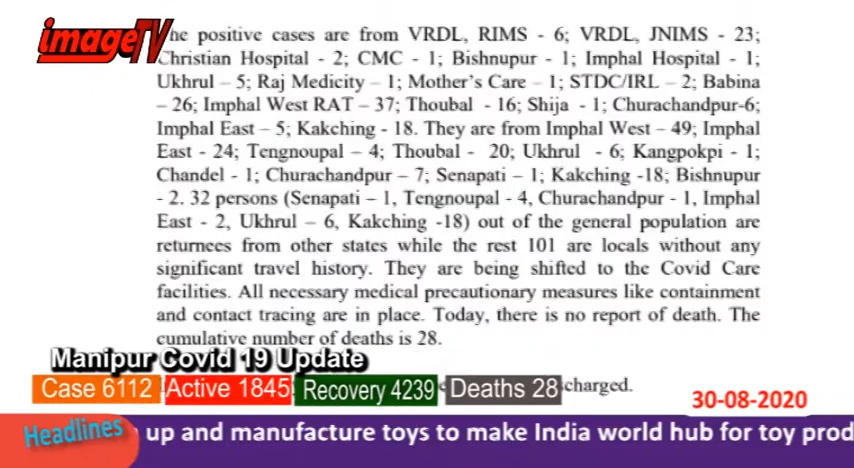 imageTV
he positive cases are from VRDL, RIMS - 6; VRDL, JNIMS - 23;
Christian Hospital - 2; CMC - 1; Bishnupur - 1; Imphal Hospital - 1;
Ukhrul – 5; Raj Medicity – 1; Mother's Care – 1; STDC/IRL – 2; Babina
– 26; Imphal West RAT – 37; Thoubal - 16; Shija - 1; Churachandpur-6;
Imphal East – 5; Kakching - 18. They are from Imphal West – 49; Imphal
East - 24; Tengnoupal – 4; Thoubal - 20; Ukhrul - 6; Kangpokpi - 1;
Chandel - 1; Churachandpur – 7; Senapati – 1; Kakching -18; Bishnupur
- 2. 32 persons (Senapati – 1, Tengnoupal - 4, Churachandpur - 1, Imphal
East - 2, Ukhrul – 6, Kakching -18) out of the general population are
returnees from other states while the rest 101 are locals without any
significant travel history. They are being shifted to the Covid Care
facilities. All necessary medical precautionary measures like containment
and contact tracing are in place. Today, there is no report of death. The
cumulative number of deaths is 28.
Manipur Covid 19 Update
Case 6112 Active 1845 Recovery 4239 Deaths 28 scharged.
30-08-2020
Headlines up and manufacture toys to make India world hub for toy prod